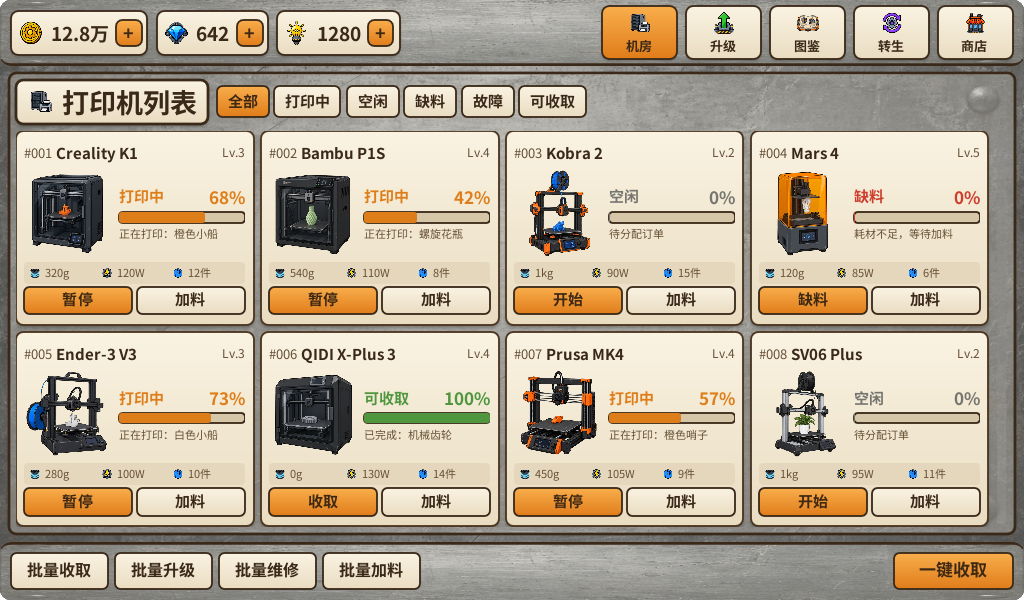 12.8万 + 642 + 1280 +
机房 升级 图鉴 转生 商店
打印机列表 全部 打印中 空闲 缺料 故障 可收取
#001 Creality K1 Lv.3
打印中 68%
正在打印：橙色小船
320g 120W 12件
暂停 加料
#002 Bambu P1S Lv.4
打印中 42%
正在打印：螺旋花瓶
540g 110W 8件
暂停 加料
#003 Kobra 2 Lv.2
空闲 0%
待分配订单
1kg 90W 15件
开始 加料
#004 Mars 4 Lv.5
缺料 0%
耗材不足，等待加料
120g 85W 6件
缺料 加料
#005 Ender-3 V3 Lv.3
打印中 73%
正在打印：白色小船
280g 100W 10件
暂停 加料
#006 QIDI X-Plus 3 Lv.4
可收取 100%
已完成：机械齿轮
0g 130W 14件
收取 加料
#007 Prusa MK4 Lv.4
打印中 57%
正在打印：橙色哨子
450g 105W 9件
暂停 加料
#008 SV06 Plus Lv.2
空闲 0%
待分配订单
1kg 95W 11件
开始 加料
批量收取 批量升级 批量维修 批量加料 一键收取